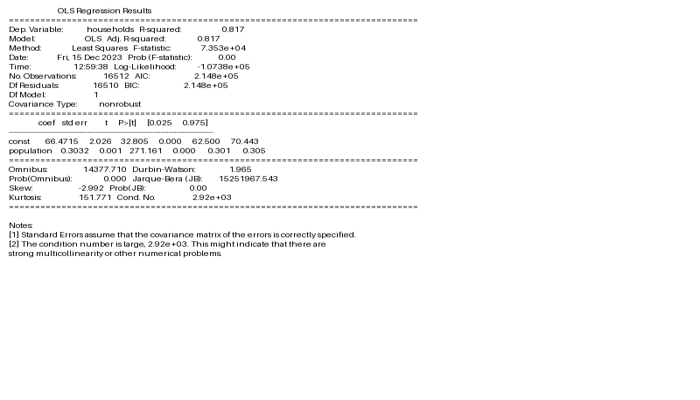 OLS Regression Results
==============================================================================
Dep. Variable: households R-squared: 0.817
Model: OLS Adj. R-squared: 0.817
Method: Least Squares F-statistic: 7.353e+04
Date: Fri, 15 Dec 2023 Prob (F-statistic): 0.00
Time: 12:59:38 Log-Likelihood: -1.0738e+05
No. Observations: 16512 AIC: 2.148e+05
Df Residuals: 16510 BIC: 2.148e+05
Df Model: 1
Covariance Type: nonrobust
==============================================================================
coef std err t P>|t| [0.025 0.975]
------------------------------------------------------------------------------
const 66.4715 2.026 32.805 0.000 62.500 70.443
population 0.3032 0.001 271.161 0.000 0.301 0.305
==============================================================================
Omnibus: 14377.710 Durbin-Watson: 1.965
Prob(Omnibus): 0.000 Jarque-Bera (JB): 15251967.543
Skew: -2.992 Prob(JB): 0.00
Kurtosis: 151.771 Cond. No. 2.92e+03
==============================================================================
Notes:
[1] Standard Errors assume that the covariance matrix of the errors is correctly specified.
[2] The condition number is large, 2.92e+03. This might indicate that there are
strong multicollinearity or other numerical problems.